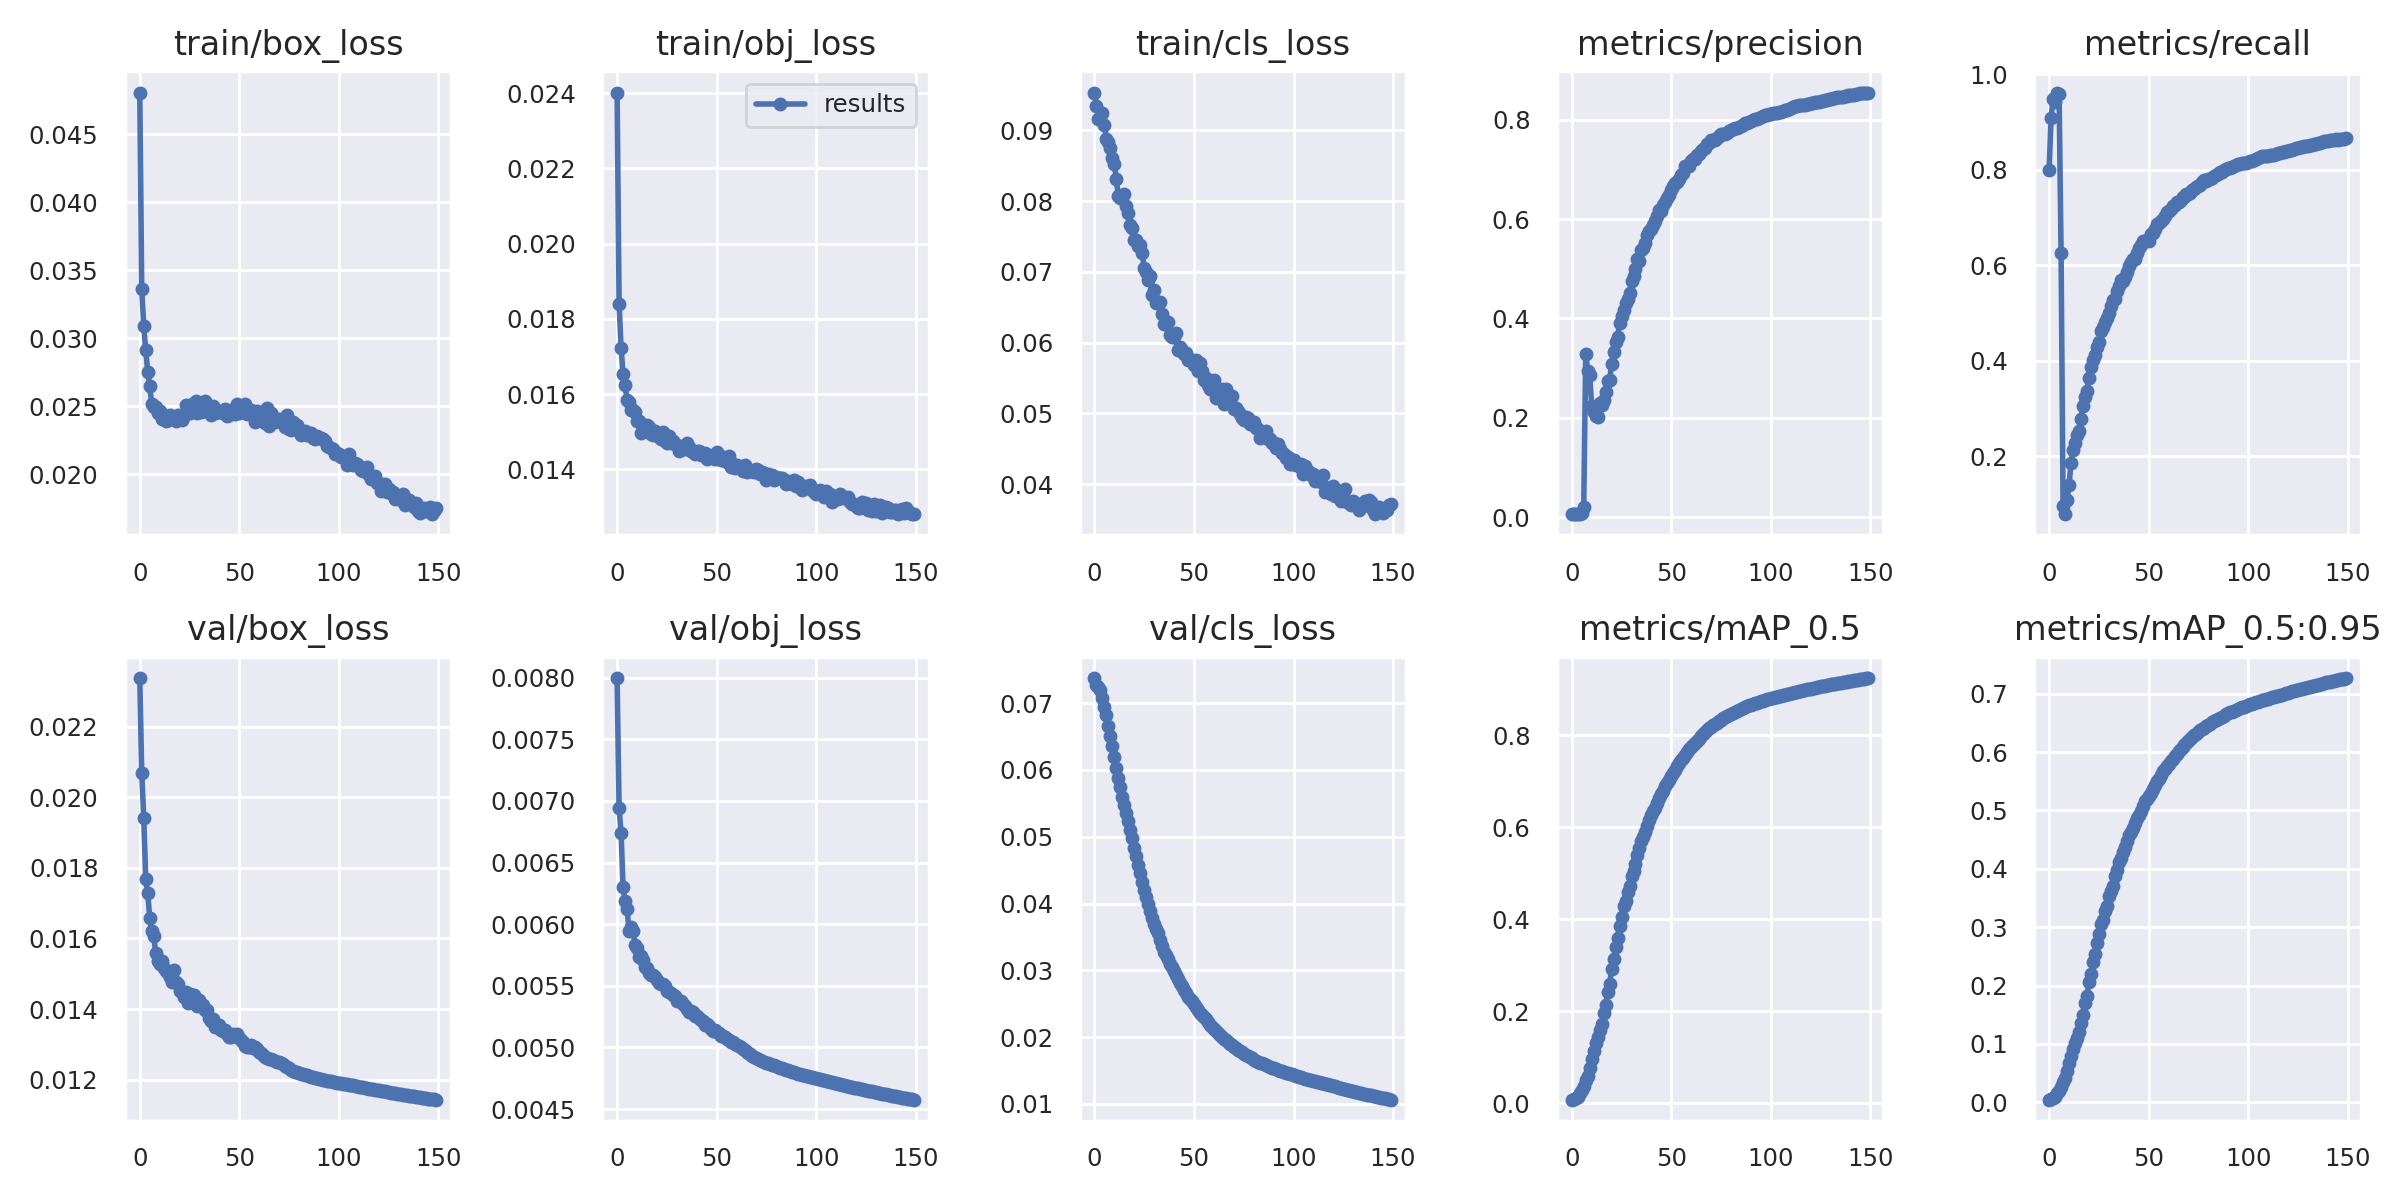 train/box_loss
0.045
0.040
0.035
0.030
0.025
0.020
0 50 100 150
train/obj_loss
results
0.024
0.022
0.020
0.018
0.016
0.014
0 50 100 150
train/cls_loss
0.09
0.08
0.07
0.06
0.05
0.04
0 50 100 150
metrics/precision
0.8
0.6
0.4
0.2
0.0
0 50 100 150
metrics/recall
1.0
0.8
0.6
0.4
0.2
0 50 100 150
val/box_loss
0.022
0.020
0.018
0.016
0.014
0.012
0 50 100 150
val/obj_loss
0.0080
0.0075
0.0070
0.0065
0.0060
0.0055
0.0050
0.0045
0 50 100 150
val/cls_loss
0.07
0.06
0.05
0.04
0.03
0.02
0.01
0 50 100 150
metrics/mAP_0.5
0.8
0.6
0.4
0.2
0.0
0 50 100 150
metrics/mAP_0.5:0.95
0.7
0.6
0.5
0.4
0.3
0.2
0.1
0.0
0 50 100 150